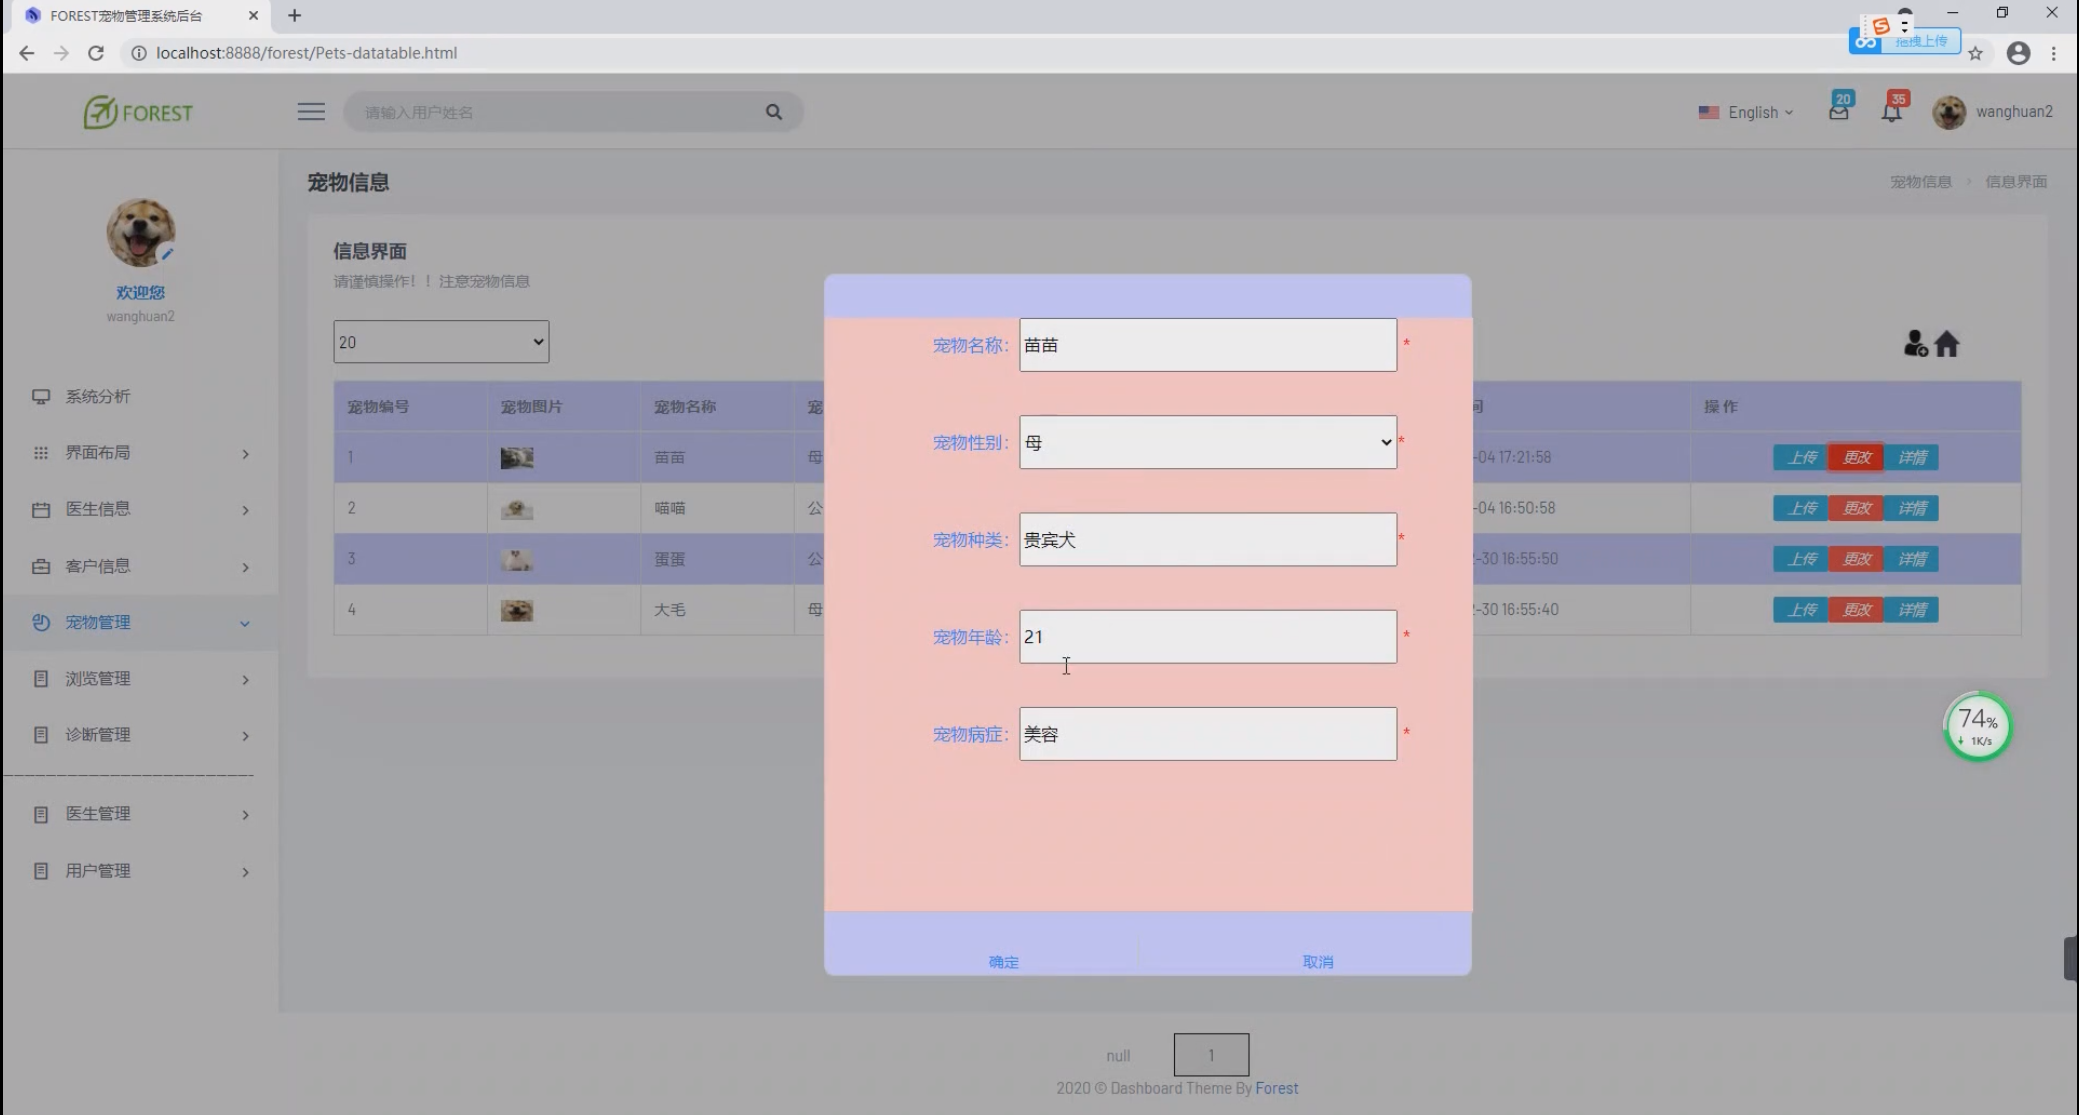 FOREST宠物管理系统后台
localhost:8888/forest/Pets-datatable.html
拖拽上传
FOREST
请输入用户姓名
English
20
35
wanghuan2
宠物信息
宠物信息
信息界面
欢迎您
wanghuan2
系统分析
界面布局
医生信息
客户信息
宠物管理
浏览管理
诊断管理
医生管理
用户管理
信息界面
请谨慎操作！！注意宠物信息
20
宠物编号 宠物图片 宠物名称 宠 间 操作
1 苗苗 母 -04 17:21:58 上传 更改 详情
2 喵喵 公 -04 16:50:58 上传 更改 详情
3 蛋蛋 公 2-30 16:55:50 上传 更改 详情
4 大毛 母 2-30 16:55:40 上传 更改 详情
宠物名称: 苗苗 *
宠物性别: 母 *
宠物种类: 贵宾犬 *
宠物年龄: 21 *
宠物病症: 美容 *
确定 取消
74%
1K/s
null 1
2020 © Dashboard Theme By Forest